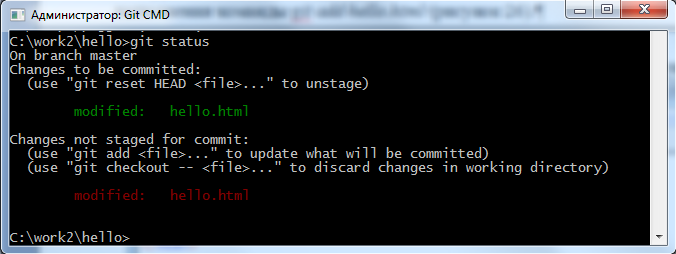 Администратор: Git CMD
C:\work2\hello>git status
On branch master
Changes to be committed:
  (use "git reset HEAD <file>..." to unstage)
        modified:   hello.html
Changes not staged for commit:
  (use "git add <file>..." to update what will be committed)
  (use "git checkout -- <file>..." to discard changes in working directory)
        modified:   hello.html
C:\work2\hello>